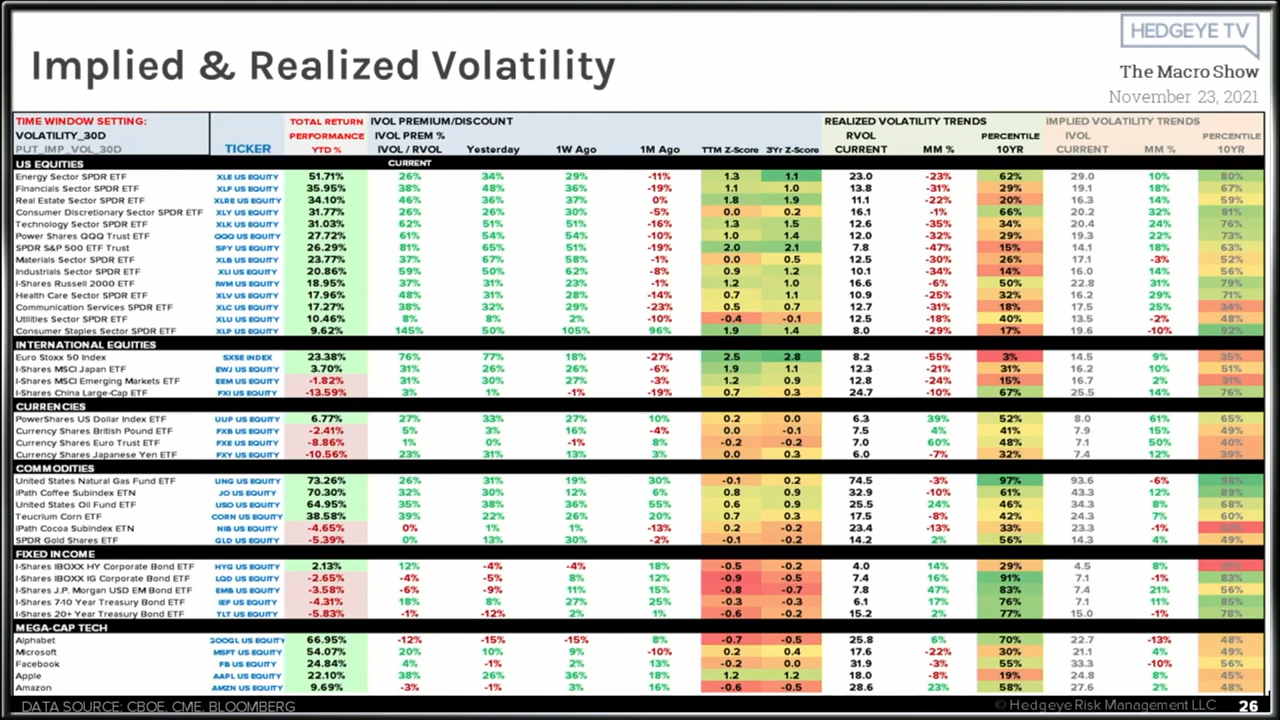 HEDGEYE TV
Implied & Realized Volatility
The Macro Show
November 23, 2021
TIME WINDOW SETTING: TOTAL RETURN IVOL PREMIUM/DISCOUNT REALIZED VOLATILITY TRENDS IMPLIED VOLATILITY TRENDS
VOLATILITY_30D PERFORMANCE IVOL PREM % RVOL PERCENTILE IVOL PERCENTILE
PUT_IMP_VOL_30D TICKER YTD % IVOL / RVOL Yesterday 1W Ago 1M Ago TTM Z-Score 3Yr Z-Score CURRENT MM % 10YR CURRENT MM % 10YR
US EQUITIES CURRENT
Energy Sector SPDR ETF XLE US EQUITY 51.71% 26% 34% 29% -11% 1.3 1.1 23.0 -23% 62% 29.0 10% 80%
Financials Sector SPDR ETF XLF US EQUITY 35.95% 38% 48% 36% -19% 1.1 1.0 13.8 -31% 29% 19.1 18% 67%
Real Estate Sector SPDR ETF XLRE US EQUITY 34.10% 46% 36% 37% 0% 1.8 1.9 11.1 -22% 20% 16.3 14% 59%
Consumer Discretionary Sector SPDR ETF XLY US EQUITY 31.77% 26% 26% 30% -5% 0.0 0.2 16.1 -1% 66% 20.2 32% 81%
Technology Sector SPDR ETF XLK US EQUITY 31.03% 62% 51% 51% -16% 1.3 1.5 12.6 -35% 34% 20.4 24% 76%
Power Shares QQQ Trust ETF QQQ US EQUITY 27.72% 61% 54% 54% -10% 1.0 1.4 12.0 -32% 29% 19.3 22% 73%
SPDR S&P 500 ETF Trust SPY US EQUITY 26.29% 81% 65% 51% -19% 2.0 2.1 7.8 -47% 15% 14.1 18% 63%
Materials Sector SPDR ETF XLB US EQUITY 23.77% 37% 67% 58% -1% 0.0 0.5 12.5 -30% 26% 17.1 -3% 52%
Industrials Sector SPDR ETF XLI US EQUITY 20.86% 59% 50% 62% -8% 0.9 1.2 10.1 -34% 14% 16.0 14% 56%
I-Shares Russell 2000 ETF IWM US EQUITY 18.95% 37% 31% 23% -1% 1.2 1.0 16.6 -6% 50% 22.8 31% 79%
Health Care Sector SPDR ETF XLV US EQUITY 17.96% 48% 31% 28% -14% 0.7 1.1 10.9 -25% 32% 16.2 29% 71%
Communication Services SPDR ETF XLC US EQUITY 17.27% 38% 32% 29% -23% 0.5 0.7 12.7 -31% 18% 17.5 25% 34%
Utilities Sector SPDR ETF XLU US EQUITY 10.46% 8% 8% 2% -10% -0.4 -0.1 12.5 -18% 40% 13.5 -2% 48%
Consumer Staples Sector SPDR ETF XLP US EQUITY 9.62% 145% 50% 105% 96% 1.9 1.4 8.0 -29% 17% 19.6 -10% 92%
INTERNATIONAL EQUITIES
Euro Stoxx 50 Index SX5E INDEX 23.38% 76% 77% 18% -27% 2.5 2.8 8.2 -55% 3% 14.5 9% 35%
I-Shares MSCI Japan ETF EWJ US EQUITY 3.70% 31% 26% 26% -6% 1.9 1.1 12.3 -21% 31% 16.2 10% 51%
I-Shares MSCI Emerging Markets ETF EEM US EQUITY -1.82% 31% 30% 27% -3% 1.2 0.9 12.8 -24% 15% 16.7 2% 31%
I-Shares China Large-Cap ETF FXI US EQUITY -13.59% 3% 1% -1% -19% 0.7 0.3 24.7 -10% 67% 25.5 14% 76%
CURRENCIES
PowerShares US Dollar Index ETF UUP US EQUITY 6.77% 27% 33% 27% 10% 0.2 0.0 6.3 39% 52% 8.0 61% 65%
Currency Shares British Pound ETF FXB US EQUITY -2.41% 5% 3% 16% -4% 0.0 -0.1 7.5 4% 41% 7.9 15% 49%
Currency Shares Euro Trust ETF FXE US EQUITY -8.86% 1% 0% -1% 8% -0.2 -0.2 7.0 60% 48% 7.1 50% 40%
Currency Shares Japanese Yen ETF FXY US EQUITY -10.56% 23% 31% 13% 3% 0.0 0.3 6.0 -7% 32% 7.4 12% 39%
COMMODITIES
United States Natural Gas Fund ETF UNG US EQUITY 73.26% 26% 31% 19% 30% -0.1 0.2 74.5 -3% 97% 93.6 -6% 98%
iPath Coffee Subindex ETN JO US EQUITY 70.30% 32% 30% 12% 6% 0.8 0.9 32.9 -10% 61% 43.3 12% 89%
United States Oil Fund ETF USO US EQUITY 64.95% 35% 38% 36% 55% 0.6 0.9 25.5 24% 46% 34.3 8% 68%
Teucrium Corn ETF CORN US EQUITY 38.58% 39% 22% 26% 20% 0.7 0.3 17.5 -8% 42% 24.3 7% 60%
iPath Cocoa Subindex ETN NIB US EQUITY -4.65% 0% 1% 1% -13% 0.2 -0.2 23.4 -13% 33% 23.3 -1%
SPDR Gold Shares ETF GLD US EQUITY -5.39% 0% 13% 30% -2% -0.1 -0.2 14.2 2% 56% 14.3 4% 49%
FIXED INCOME
I-Shares IBOXX HY Corporate Bond ETF HYG US EQUITY 2.13% 12% -4% -4% 18% -0.5 -0.2 4.0 14% 29% 4.5 8%
I-Shares IBOXX IG Corporate Bond ETF LQD US EQUITY -2.65% -4% -5% 8% 12% -0.9 -0.5 7.4 16% 91% 7.1 -1% 83%
I-Shares J.P. Morgan USD EM Bond ETF EMB US EQUITY -3.58% -6% -9% 11% 15% -0.8 -0.7 7.8 47% 83% 7.4 21% 56%
I-Shares 7-10 Year Treasury Bond ETF IEF US EQUITY -4.31% 18% 8% 27% 25% -0.3 -0.3 6.1 17% 76% 7.1 11% 85%
I-Shares 20+ Year Treasury Bond ETF TLT US EQUITY -5.83% -1% -12% 2% 1% -0.6 -0.2 15.2 2% 77% 15.0 -1% 78%
MEGA-CAP TECH
Alphabet GOOGL US EQUITY 66.95% -12% -15% -15% 8% -0.7 -0.5 25.8 6% 70% 22.7 -13% 48%
Microsoft MSFT US EQUITY 54.07% 20% 10% 9% -10% 0.2 0.4 17.6 -22% 30% 21.1 4% 49%
Facebook FB US EQUITY 24.84% 4% -1% 2% 13% -0.2 0.0 31.9 -3% 55% 33.3 -10% 56%
Apple AAPL US EQUITY 22.10% 38% 26% 36% 18% 1.2 1.2 18.0 -8% 19% 24.8 8% 45%
Amazon AMZN US EQUITY 9.69% -3% -1% 3% 16% -0.6 -0.5 28.6 23% 58% 27.6 2% 48%
DATA SOURCE: CBOE, CME, BLOOMBERG
© Hedgeye Risk Management LLC 26